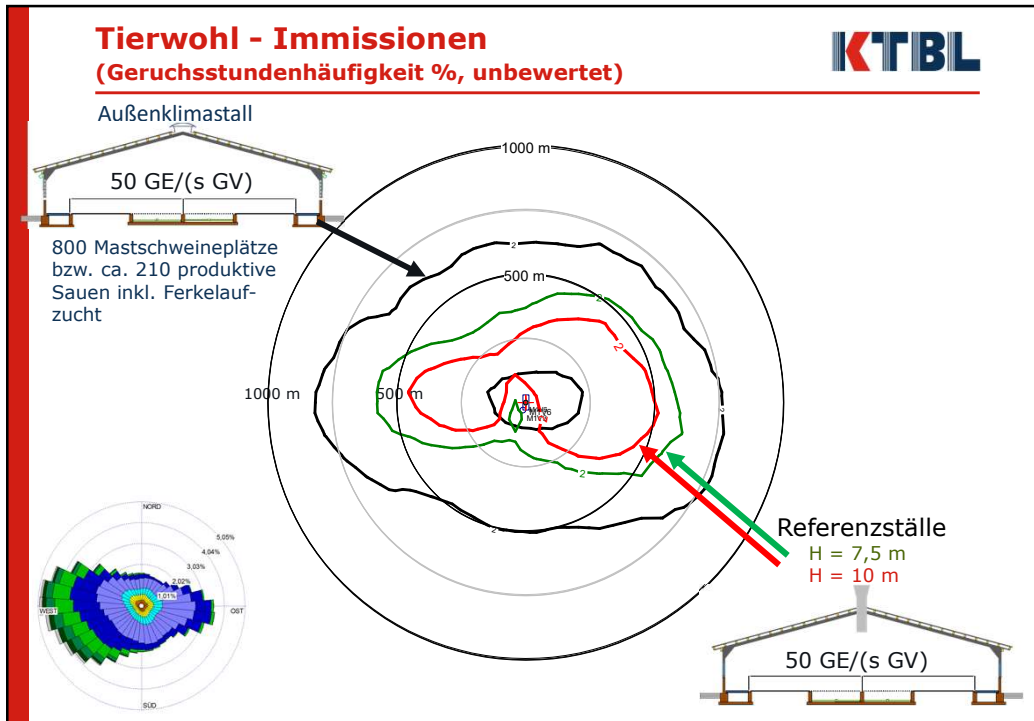 Tierwohl - Immissionen
(Geruchsstundenhäufigkeit %, unbewertet)
KTBL
Außenklimastall
50 GE/(s GV)
800 Mastschweineplätze
bzw. ca. 210 produktive
Sauen inkl. Ferkelauf-
zucht
1000 m
2
500 m
2
2
1000 m
500 m
2
2
2
2
Referenzställe
H = 7,5 m
H = 10 m
50 GE/(s GV)
NORD
5,05%
4,04%
3,03%
2,02%
1,01%
WEST
OST
SÜD